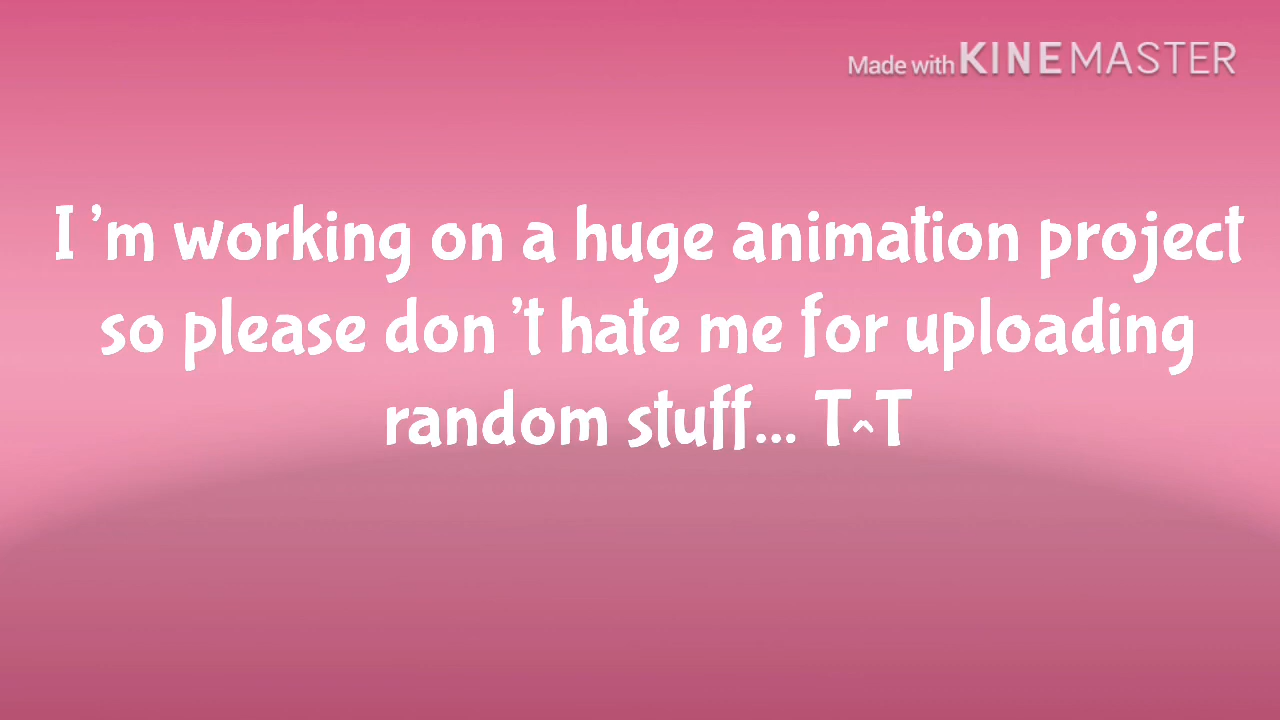 Made with KINEMASTER
I 'm working on a huge animation project
so please don 't hate me for uploading
random stuff... T^T